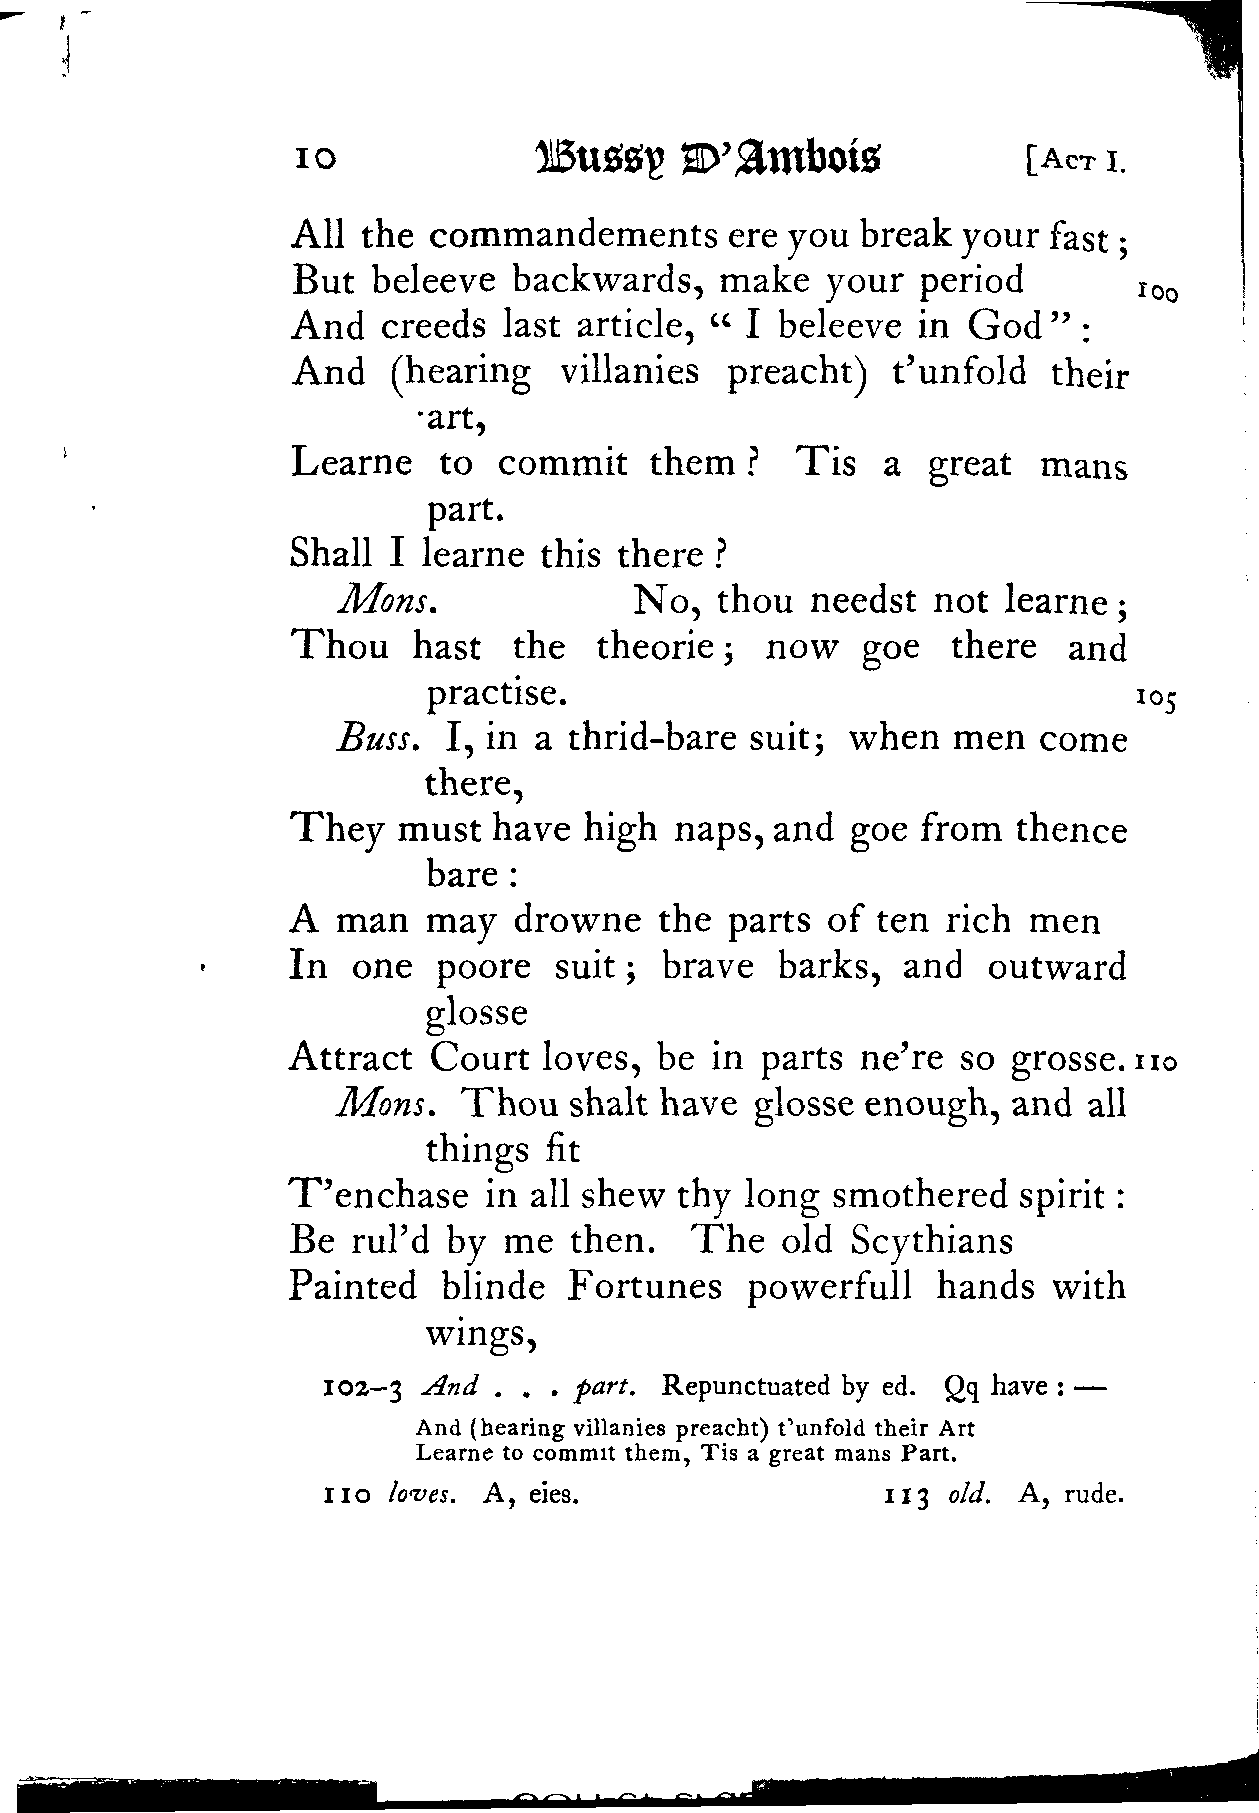 10 Bussy D'Ambois [ACT I.
All the commandements ere you break your fast ;
But beleeve backwards, make your period 100
And creeds last article, “ I beleeve in God ” :
And (hearing villanies preacht) t'unfold their
art,
Learne to commit them ? Tis a great mans
part.
Shall I learne this there ?
Mons. No, thou needst not learne ;
Thou hast the theorie ; now goe there and
practise. 105
Buss. I, in a thrid-bare suit; when men come
there,
They must have high naps, and goe from thence
bare :
A man may drowne the parts of ten rich men
In one poore suit ; brave barks, and outward
glosse
Attract Court loves, be in parts ne're so grosse. 110
Mons. Thou shalt have glosse enough, and all
things fit
T'enchase in all shew thy long smothered spirit :
Be rul'd by me then. The old Scythians
Painted blinde Fortunes powerfull hands with
wings,
102–3 And . . . part. Repunctuated by ed. Qq have : —
And (hearing villanies preacht) t'unfold their Art
Learne to commit them, Tis a great mans Part.
110 loves. A, eies. 113 old. A, rude.